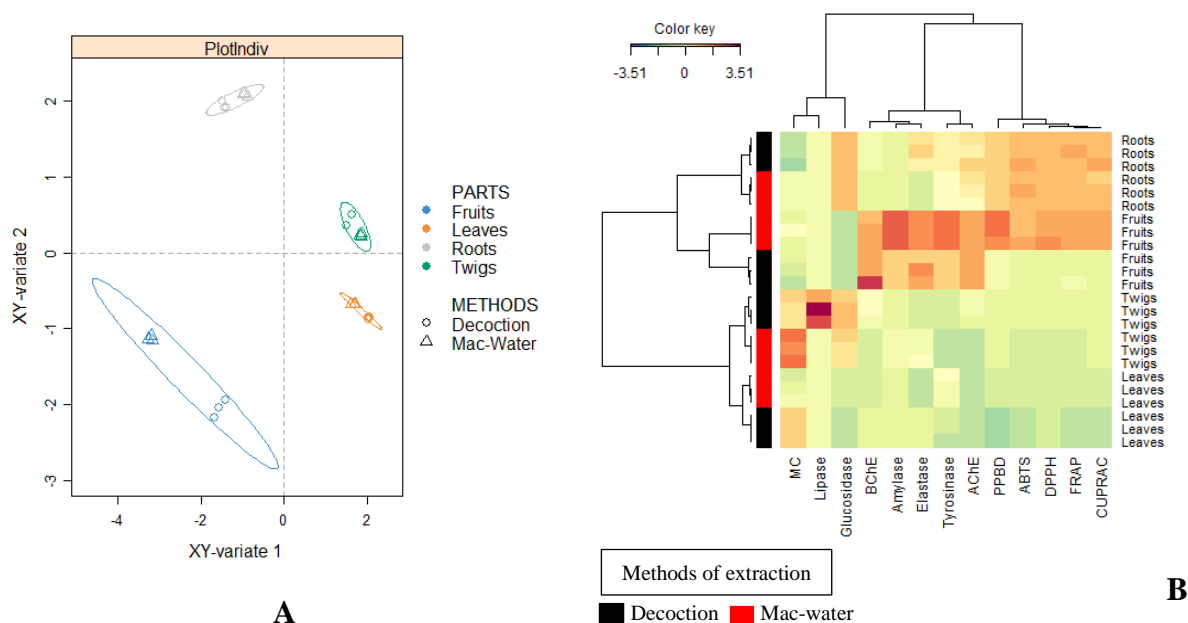 PlotIndiv
2
1
0
-1
-2
-3
XY-variate 2
-4
-2
0
2
XY-variate 1
PARTS
Fruits
Leaves
Roots
Twigs
METHODS
Decoction
Mac-Water
A
Color key
-3.51 0 3.51
Roots
Roots
Roots
Roots
Roots
Roots
Fruits
Fruits
Fruits
Fruits
Fruits
Fruits
Twigs
Twigs
Twigs
Twigs
Twigs
Twigs
Leaves
Leaves
Leaves
Leaves
Leaves
Leaves
MC
Lipase
Glucosidase
BChE
Amylase
Elastase
Tyrosinase
AChE
PPBD
ABTS
DPPH
FRAP
CUPRAC
Methods of extraction
Decoction Mac-water
B